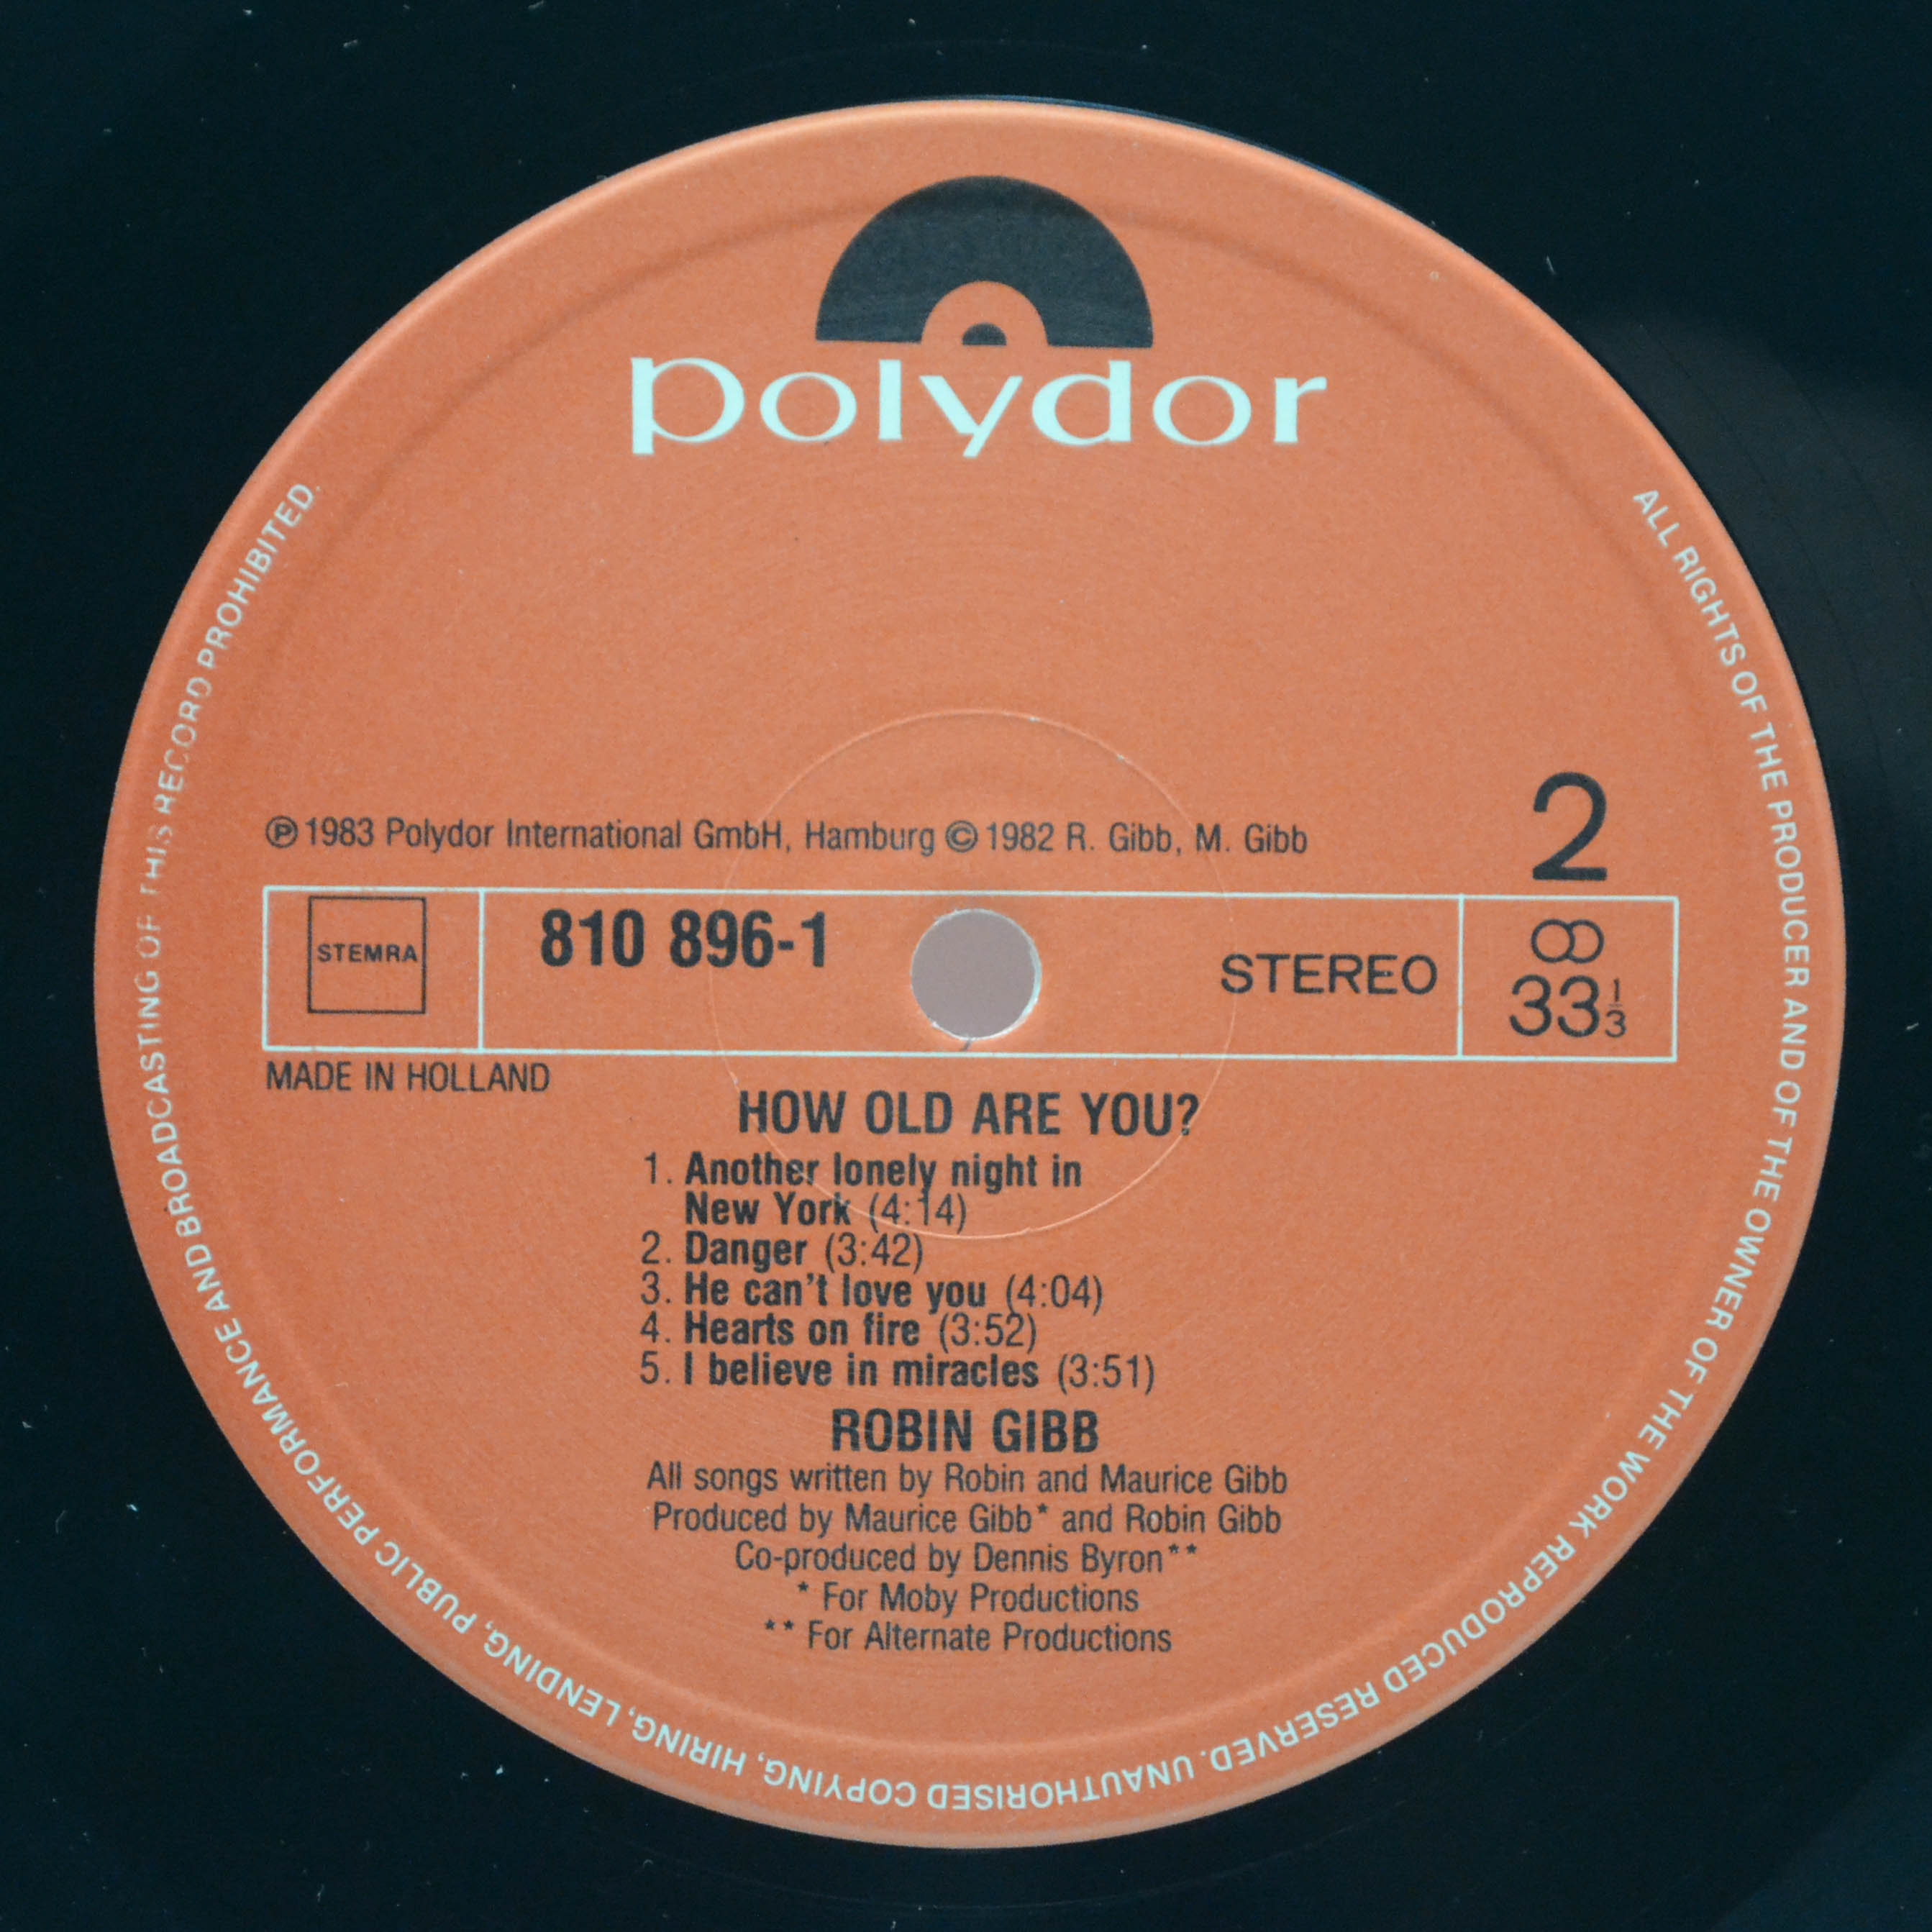 polydor
℗ 1983 Polydor International GmbH, Hamburg © 1982 R. Gibb, M. Gibb
2
STEMRA
810 896-1
STEREO
33 1/3
MADE IN HOLLAND
HOW OLD ARE YOU?
1. Another lonely night in
New York (4:14)
2. Danger (3:42)
3. He can't love you (4:04)
4. Hearts on fire (3:52)
5. I believe in miracles (3:51)
ROBIN GIBB
All songs written by Robin and Maurice Gibb
Produced by Maurice Gibb* and Robin Gibb
Co-produced by Dennis Byron**
* For Moby Productions
** For Alternate Productions
ALL RIGHTS OF THE PRODUCER AND OF THE OWNER OF THE WORK REPRODUCED RESERVED. UNAUTHORISED COPYING, HIRING, LENDING, PUBLIC PERFORMANCE AND BROADCASTING OF THIS RECORD PROHIBITED.